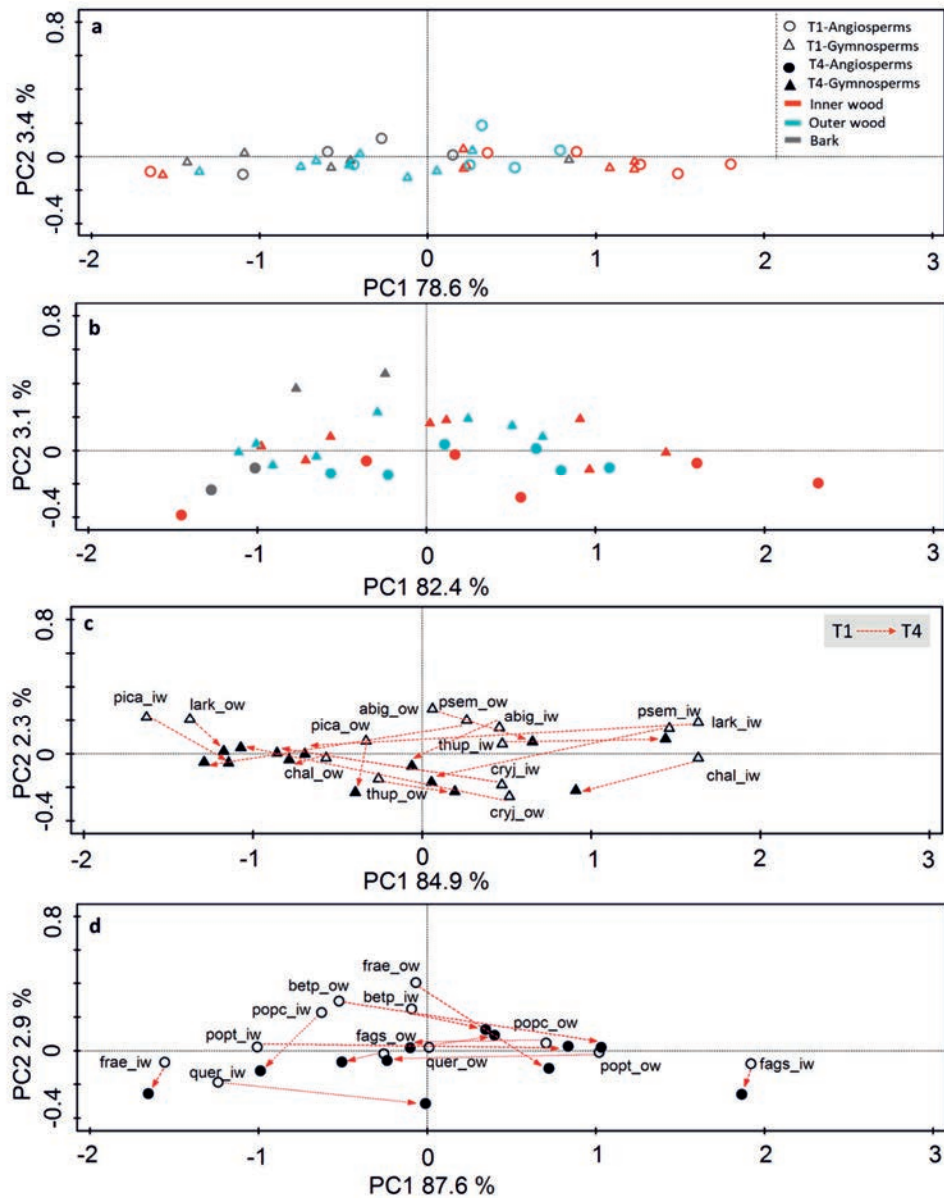 a
T1-Angiosperms
T1-Gymnosperms
T4-Angiosperms
T4-Gymnosperms
Inner wood
Outer wood
Bark
PC2 3.4 %
0.8
0
-0.4
-2 -1 0 1 2 3
PC1 78.6 %
b
PC2 3.1 %
0.8
0
-0.4
-2 -1 0 1 2 3
PC1 82.4 %
c
T1 T4
PC2 2.3 %
0.8
0
-0.4
pica_iw
lark_ow
pica_ow
abig_ow
psem_ow
abig_iw
thup_iw
psem_iw
lark_iw
chal_ow
thup_ow
cryj_iw
cryj_ow
chal_iw
-2 -1 0 1 2 3
PC1 84.9 %
d
PC2 2.9 %
0.8
0
-0.4
frae_ow
betp_ow
betp_iw
popc_iw
popc_ow
popt_iw
fags_ow
frae_iw
quer_iw
quer_ow
popt_ow
fags_iw
-2 -1 0 1 2 3
PC1 87.6 %